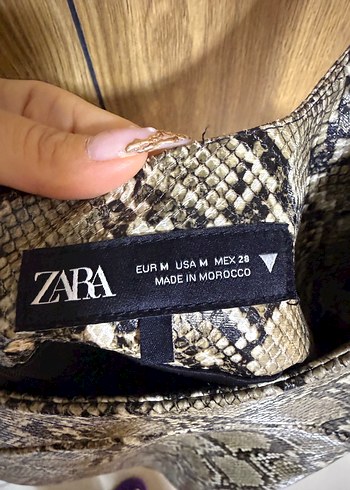 ZARA
EUR M USA M MEX 28
MADE IN MOROCCO